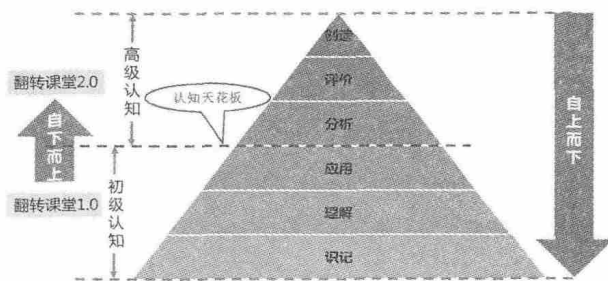 创造
评价
分析
应用
理解
识记
高级认知
初级认知
认知天花板
翻转课堂2.0
自下而上
翻转课堂1.0
自上而下